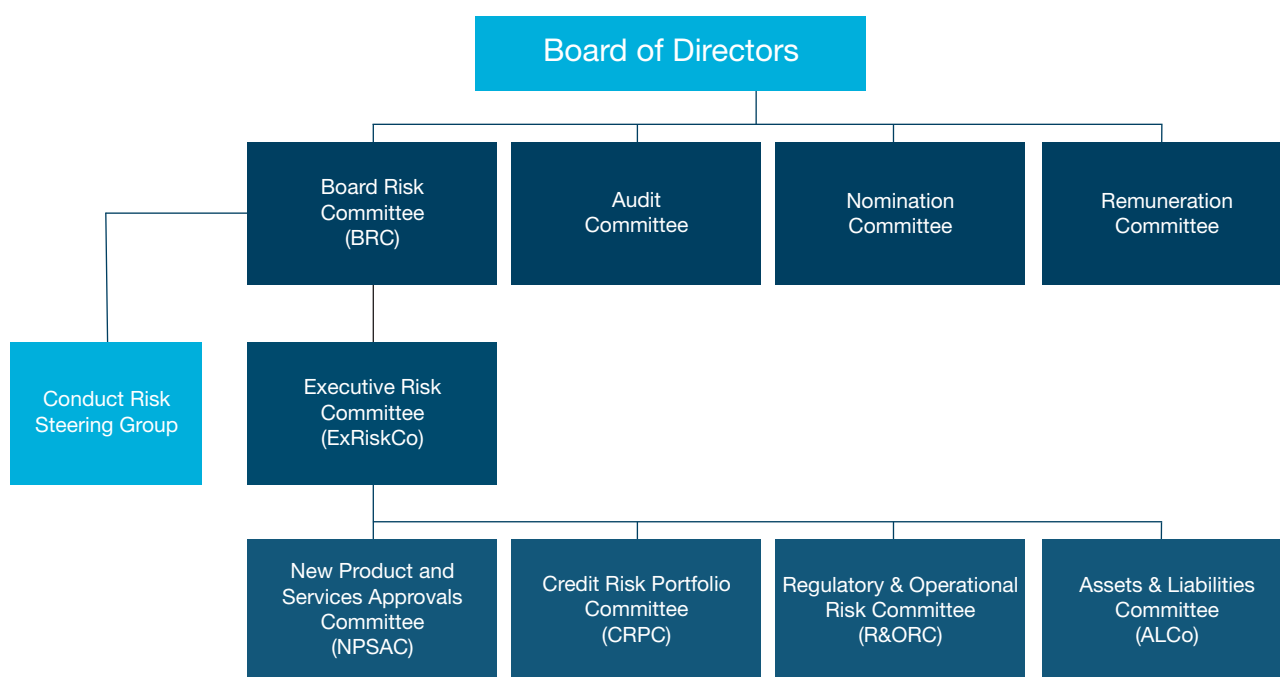 Board of Directors
Board Risk
Committee
(BRC)
Audit
Committee
Nomination
Committee
Remuneration
Committee
Conduct Risk
Steering Group
Executive Risk
Committee
(ExRiskCo)
New Product and
Services Approvals
Committee
(NPSAC)
Credit Risk Portfolio
Committee
(CRPC)
Regulatory & Operational
Risk Committee
(R&ORC)
Assets & Liabilities
Committee
(ALCo)